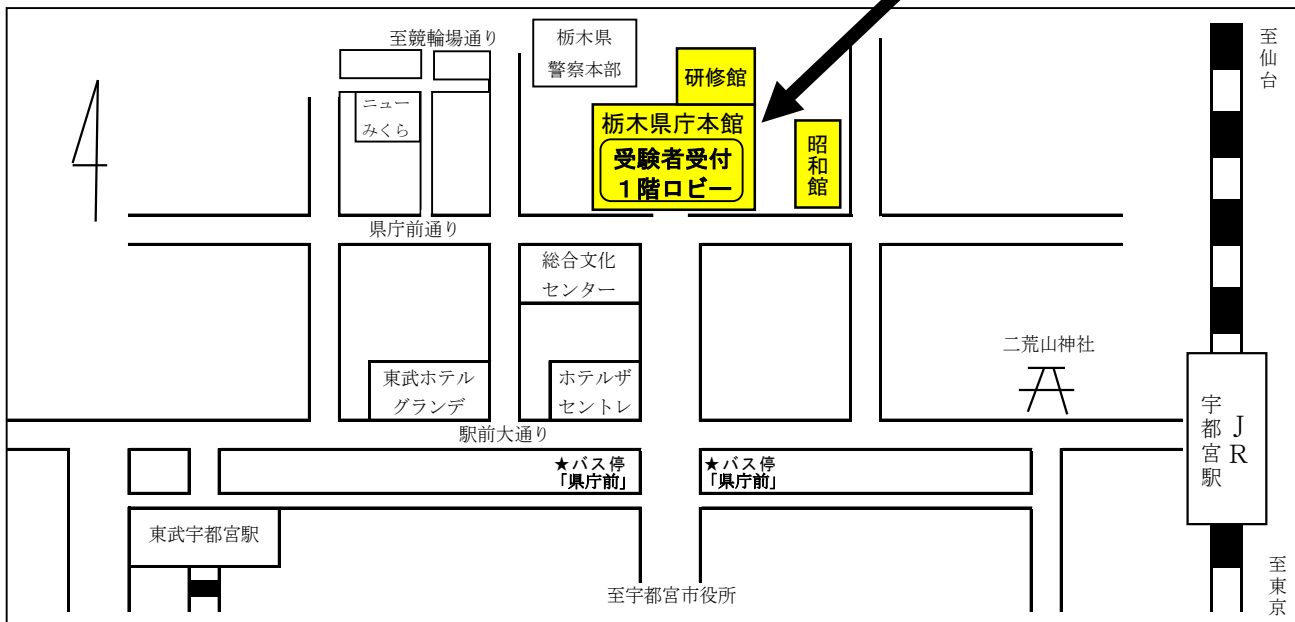 至競輪場通り
栃木県
警察本部
研修館
至仙台
ニュー
みくら
栃木県庁本館
受験者受付
1階ロビー
昭和館
県庁前通り
総合文化
センター
二荒山神社
東武ホテル
グランデ
ホテルザ
セントレ
JR
宇都宮駅
駅前大通り
★バス停
「県庁前」
★バス停
「県庁前」
東武宇都宮駅
至宇都宮市役所
至東京